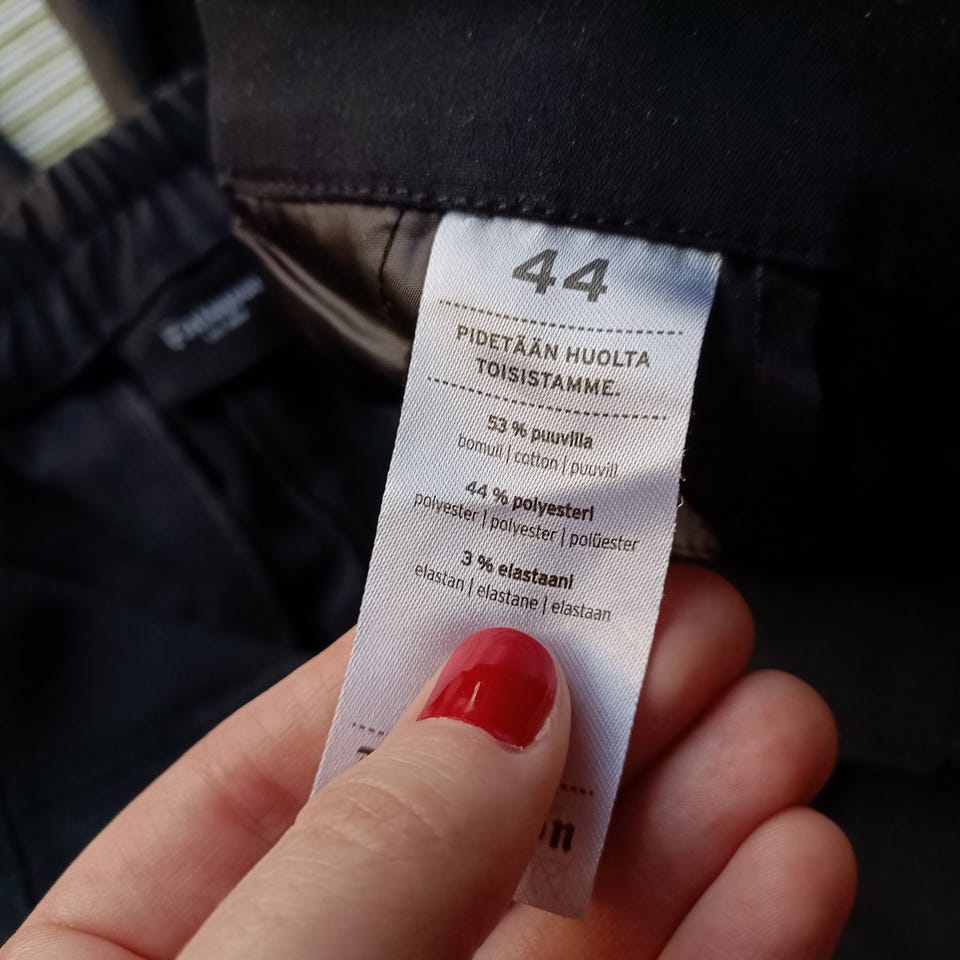 44
PIDETÄÄN HUOLTA
TOISISTAMME.
53 % puuvilla
bomull | cotton | puuvill
44 % polyesteri
polyester | polyester | polüester
3 % elastaani
elastan | elastane | elastaan